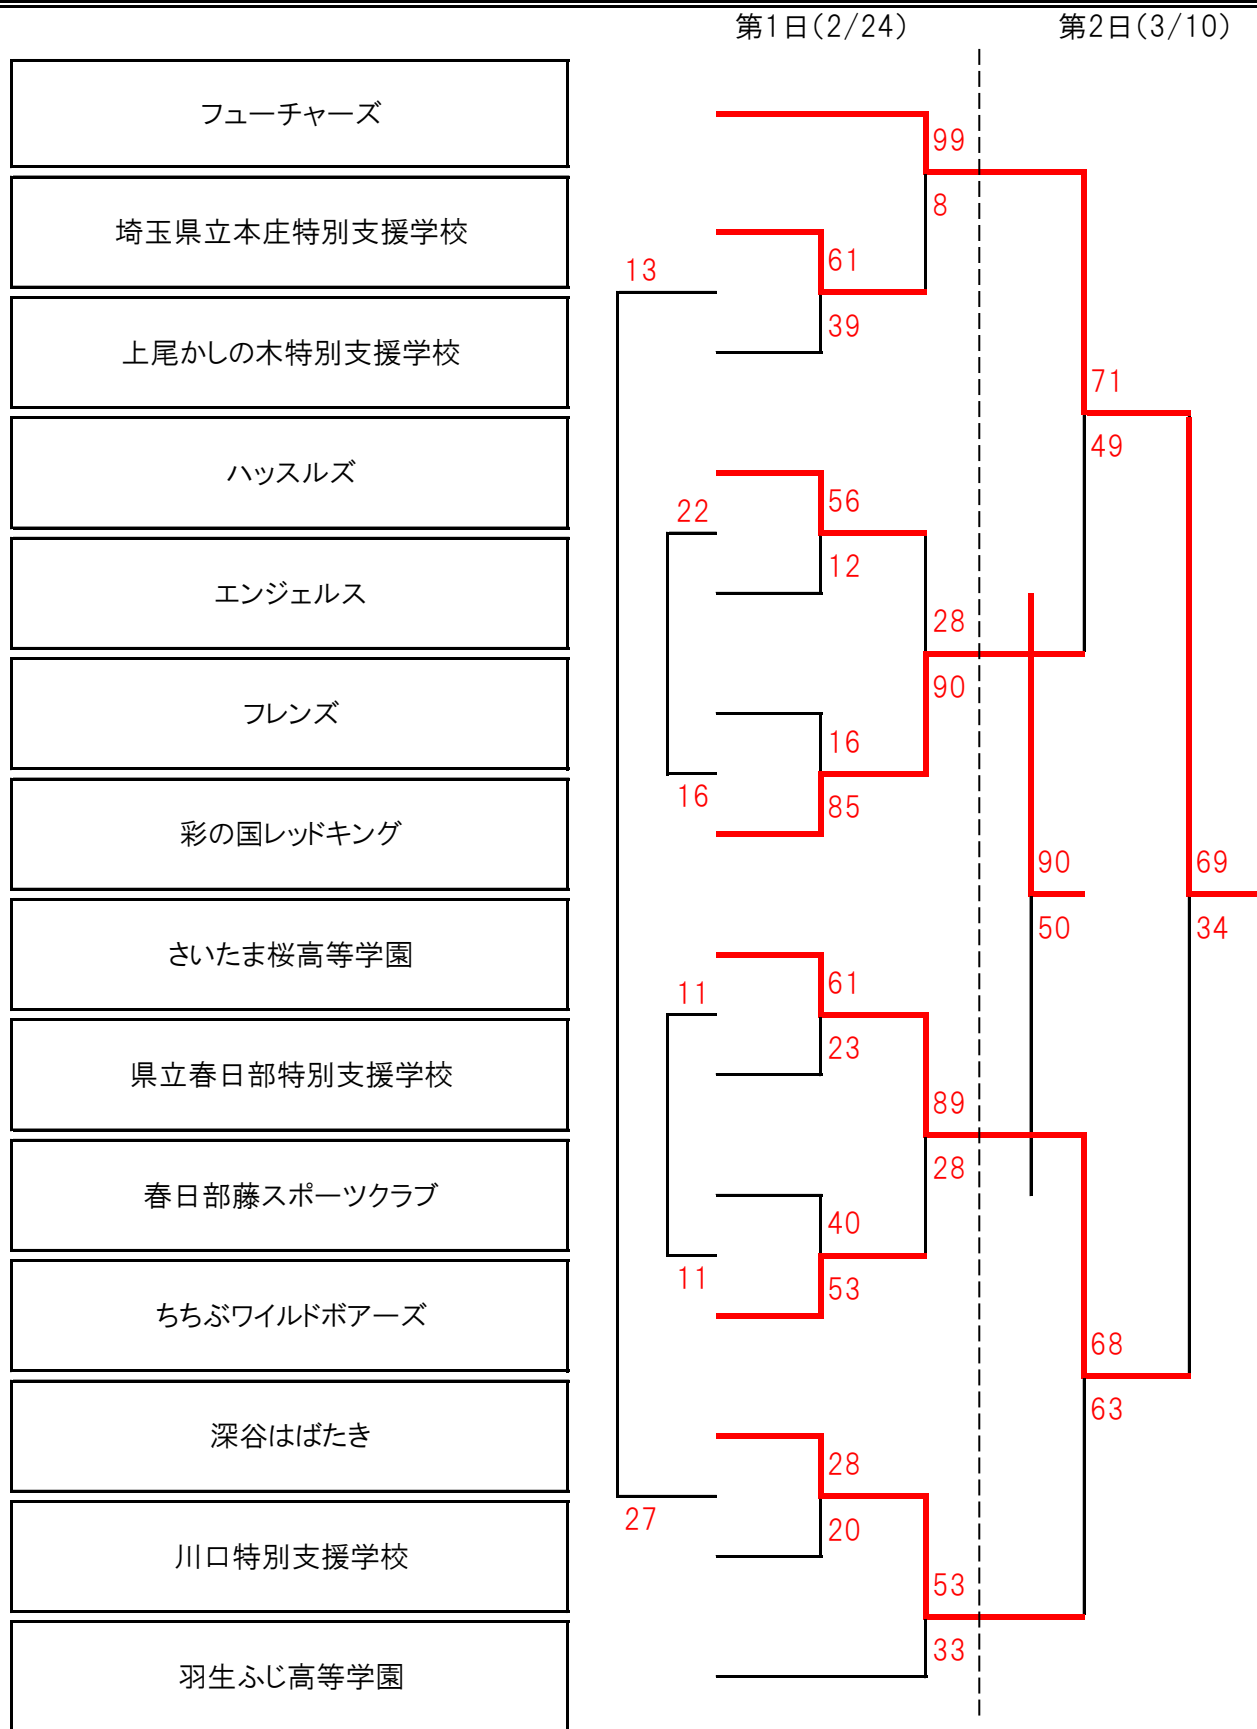 第1日(2/24)
第2日(3/10)
フューチャーズ
99
8
埼玉県立本庄特別支援学校
61
13
39
上尾かしの木特別支援学校
71
49
ハッスルズ
56
22
12
エンジェルス
28
90
フレンズ
16
16
85
彩の国レッドキング
90
69
50
34
さいたま桜高等学園
61
11
23
県立春日部特別支援学校
89
28
春日部藤スポーツクラブ
40
11
53
ちちぶワイルドボアーズ
68
63
深谷はばたき
28
27
20
川口特別支援学校
53
33
羽生ふじ高等学園